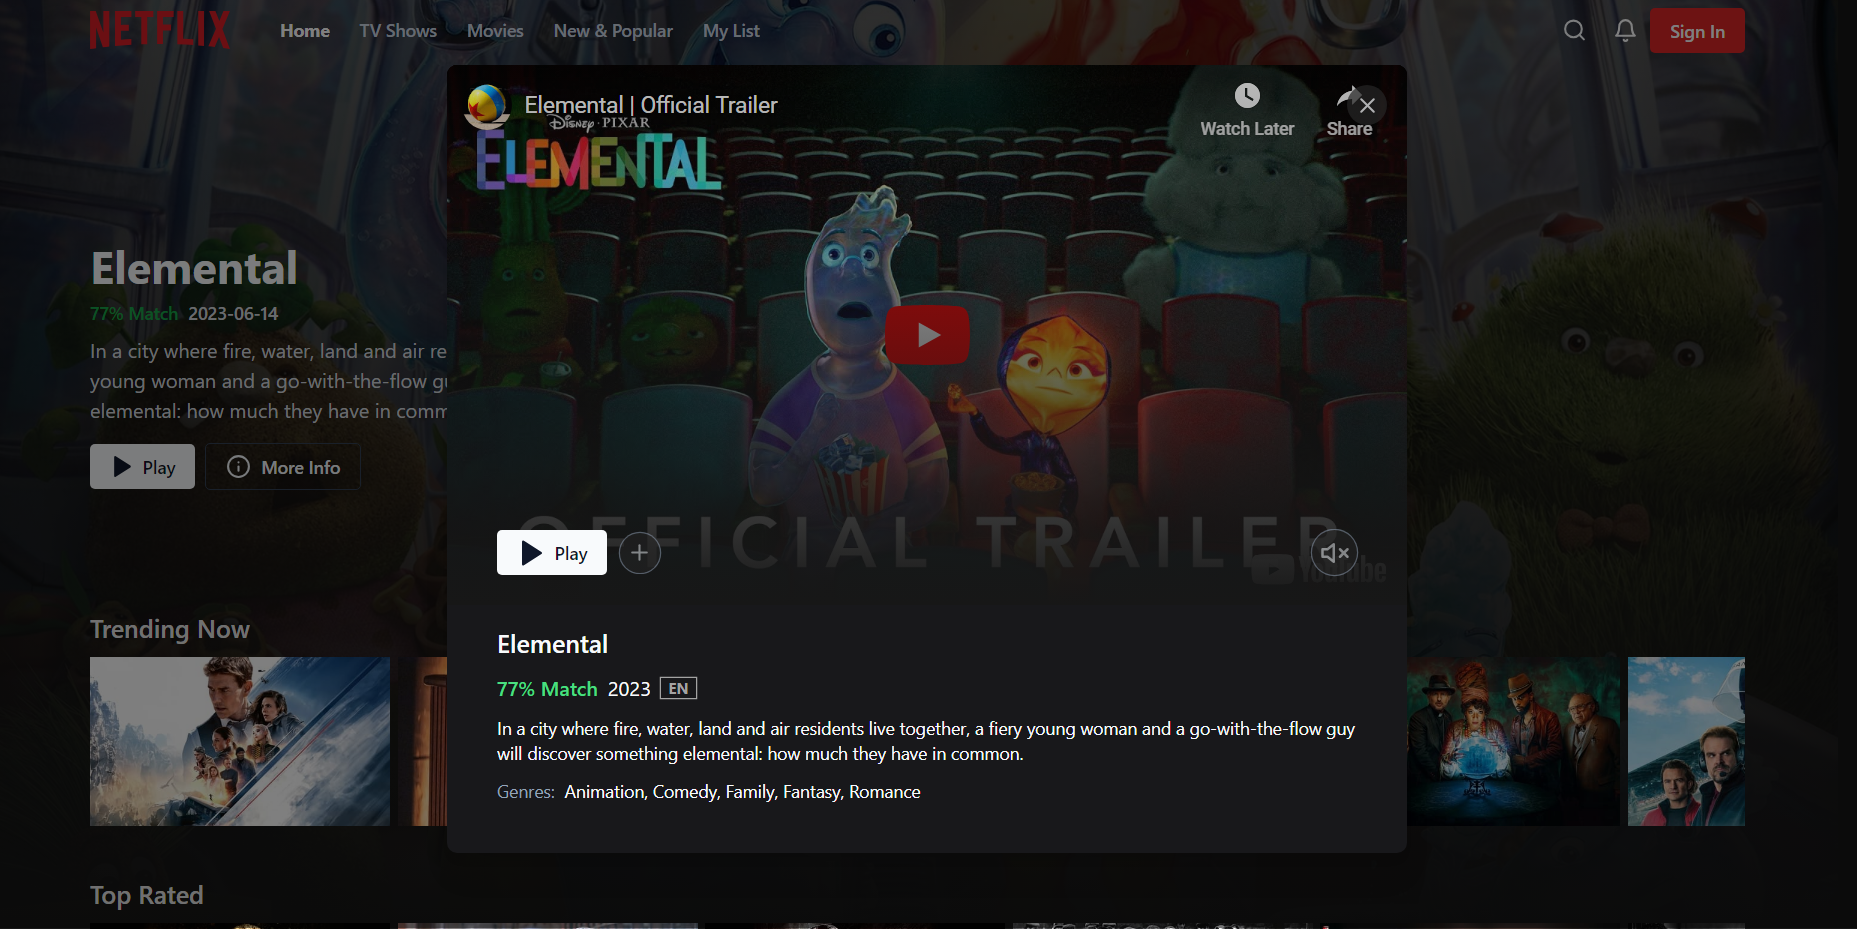 NETFLIX
Home
TV Shows
Movies
New & Popular
My List
Sign In
Elemental | Official Trailer
Watch Later
Share
Disney · PIXAR
ELEMENTAL
Elemental
77% Match 2023-06-14
In a city where fire, water, land and air re
young woman and a go-with-the-flow gu
elemental: how much they have in comm
Play
More Info
OFFICIAL TRAILER
Play
YouTube
Elemental
77% Match 2023 EN
In a city where fire, water, land and air residents live together, a fiery young woman and a go-with-the-flow guy
will discover something elemental: how much they have in common.
Genres: Animation, Comedy, Family, Fantasy, Romance
Trending Now
Top Rated